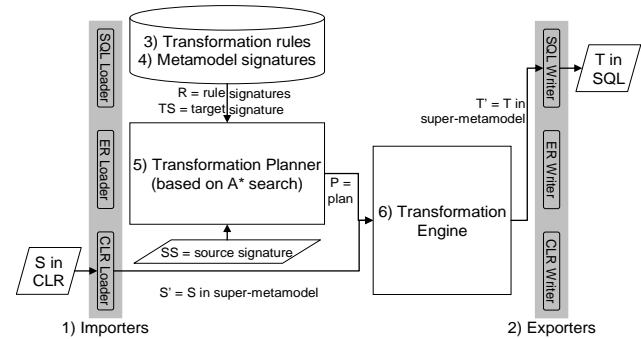 3) Transformation rules
4) Metamodel signatures
SQL Loader
ER Loader
CLR Loader
R = rule signatures
TS = target signature
5) Transformation Planner
(based on A* search)
P =
plan
SS = source signature
S in
CLR
S' = S in super-metamodel
1) Importers
6) Transformation
Engine
T' = T in
super-metamodel
SQL Writer
ER Writer
CLR Writer
T in
SQL
2) Exporters